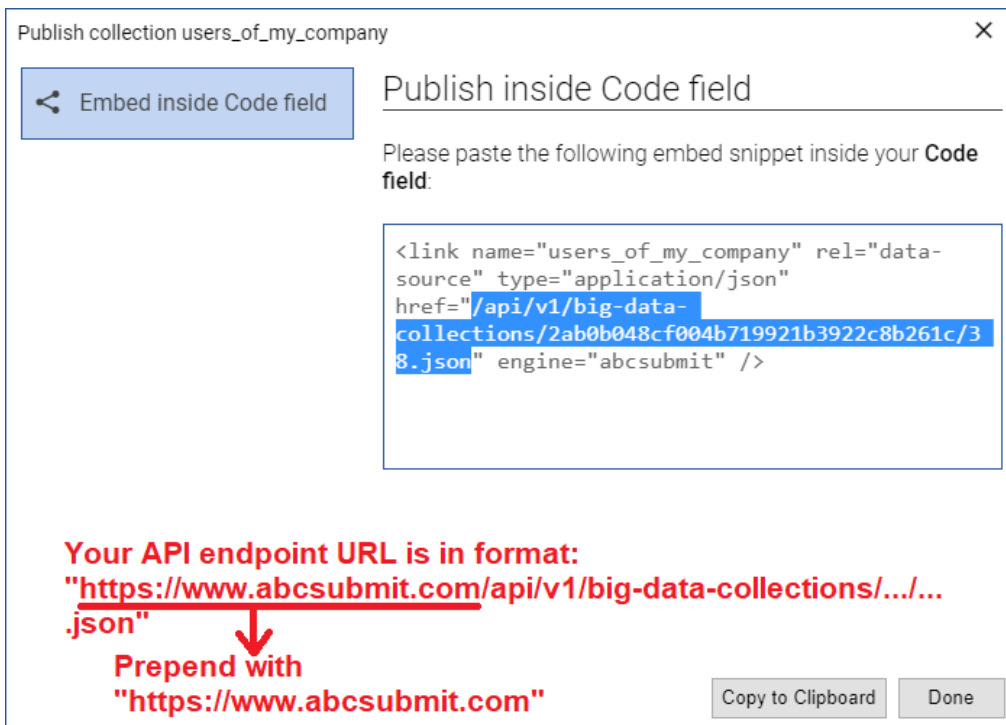 Publish collection users_of_my_company
Embed inside Code field
Publish inside Code field
Please paste the following embed snippet inside your Code
field:
<link name="users_of_my_company" rel="data-
source" type="application/json"
href="/api/v1/big-data-
collections/2ab0b048cf004b719921b3922c8b261c/3
8.json" engine="abcsubmit" />
Your API endpoint URL is in format:
"https://www.abcsubmit.com/api/v1/big-data-collections/.../...
.json"
Prepend with
"https://www.abcsubmit.com"
Copy to Clipboard
Done